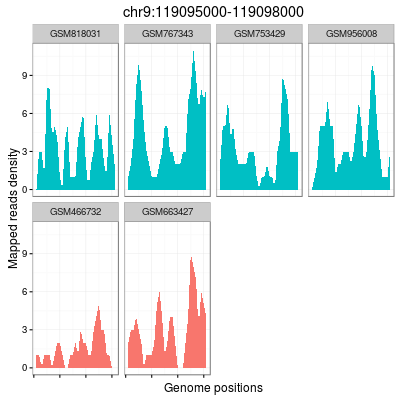 chr9:119095000-119098000
GSM818031 GSM767343 GSM753429 GSM956008
9
6
3
0
Mapped reads density
GSM466732 GSM663427
9
6
3
0
Genome positions